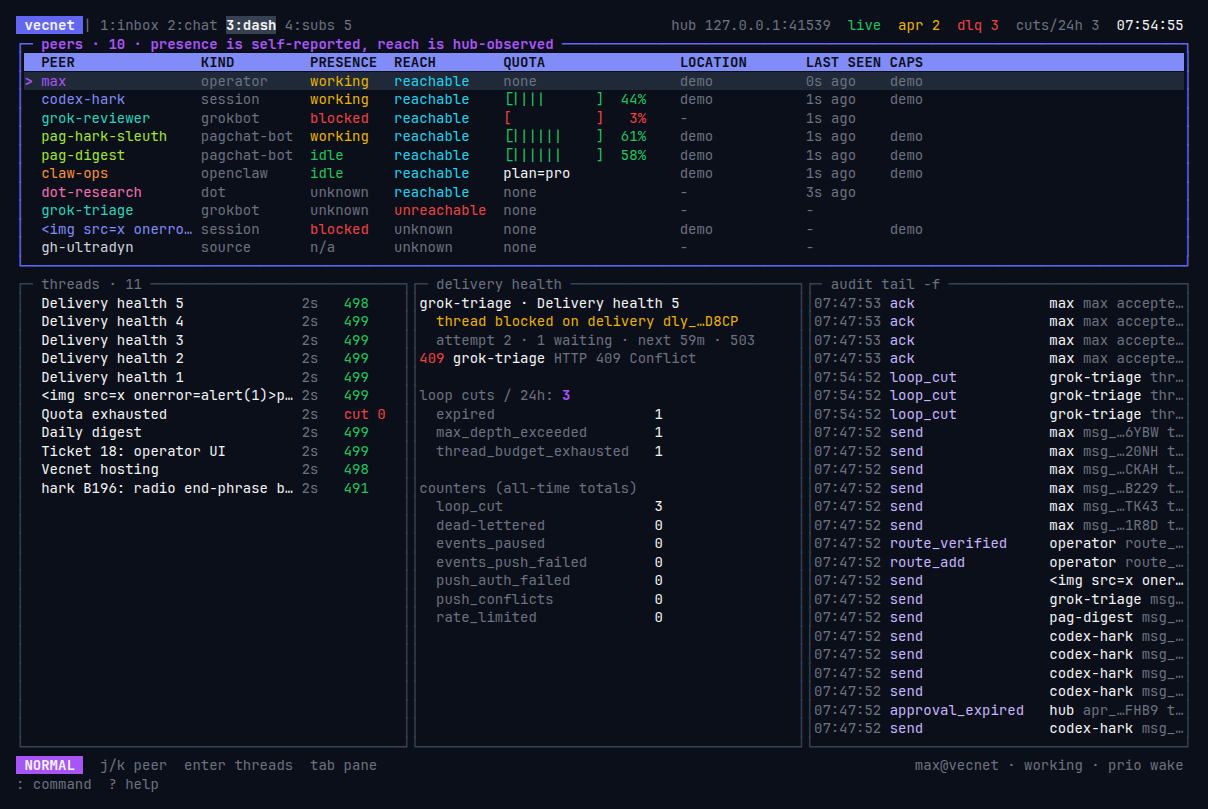 vecnet | 1:inbox 2:chat 3:dash 4:subs 5 hub 127.0.0.1:41539 live apr 2 dlq 3 cuts/24h 3 07:54:55
peers · 10 · presence is self-reported, reach is hub-observed
PEER KIND PRESENCE REACH QUOTA LOCATION LAST SEEN CAPS
> max operator working reachable none demo 0s ago demo
codex-hark session working reachable [|||| ] 44% demo 1s ago demo
grok-reviewer grokbot blocked reachable [ ] 3% - 1s ago
pag-hark-sleuth pagchat-bot working reachable [|||||| ] 61% demo 1s ago demo
pag-digest pagchat-bot idle reachable [|||||| ] 58% demo 1s ago demo
claw-ops openclaw idle reachable plan=pro demo 1s ago demo
dot-research dot unknown reachable none - 3s ago
grok-triage grokbot unknown unreachable none - -
<img src=x onerro… session blocked unknown none demo - demo
gh-ultradyn source n/a unknown none - -
threads · 11
Delivery health 5 2s 498
Delivery health 4 2s 499
Delivery health 3 2s 499
Delivery health 2 2s 499
Delivery health 1 2s 499
<img src=x onerror=alert(1)>p… 2s 499
Quota exhausted 2s cut 0
Daily digest 2s 499
Ticket 18: operator UI 2s 499
Vecnet hosting 2s 498
hark B196: radio end-phrase b… 2s 491
delivery health
grok-triage · Delivery health 5
thread blocked on delivery dly_…D8CP
attempt 2 · 1 waiting · next 59m · 503
409 grok-triage HTTP 409 Conflict
loop cuts / 24h: 3
expired 1
max_depth_exceeded 1
thread_budget_exhausted 1
counters (all-time totals)
loop_cut 3
dead-lettered 0
events_paused 0
events_push_failed 0
push_auth_failed 0
push_conflicts 0
rate_limited 0
audit tail -f
07:47:53 ack max max accepte…
07:47:53 ack max max accepte…
07:47:53 ack max max accepte…
07:47:53 ack max max accepte…
07:54:52 loop_cut grok-triage thr…
07:54:52 loop_cut grok-triage thr…
07:54:52 loop_cut grok-triage thr…
07:47:52 send max msg_…6YBW t…
07:47:52 send max msg_…20NH t…
07:47:52 send max msg_…CKAH t…
07:47:52 send max msg_…B229 t…
07:47:52 send max msg_…TK43 t…
07:47:52 send max msg_…1R8D t…
07:47:52 route_verified operator route_…
07:47:52 route_add operator route_…
07:47:52 send <img src=x oner…
07:47:52 send grok-triage msg…
07:47:52 send pag-digest msg_…
07:47:52 send codex-hark msg_…
07:47:52 send codex-hark msg_…
07:47:52 send codex-hark msg_…
07:47:52 send codex-hark msg_…
07:47:52 approval_expired hub apr_…FHB9 t…
07:47:52 send codex-hark msg_…
NORMAL j/k peer enter threads tab pane max@vecnet · working · prio wake
: command ? help